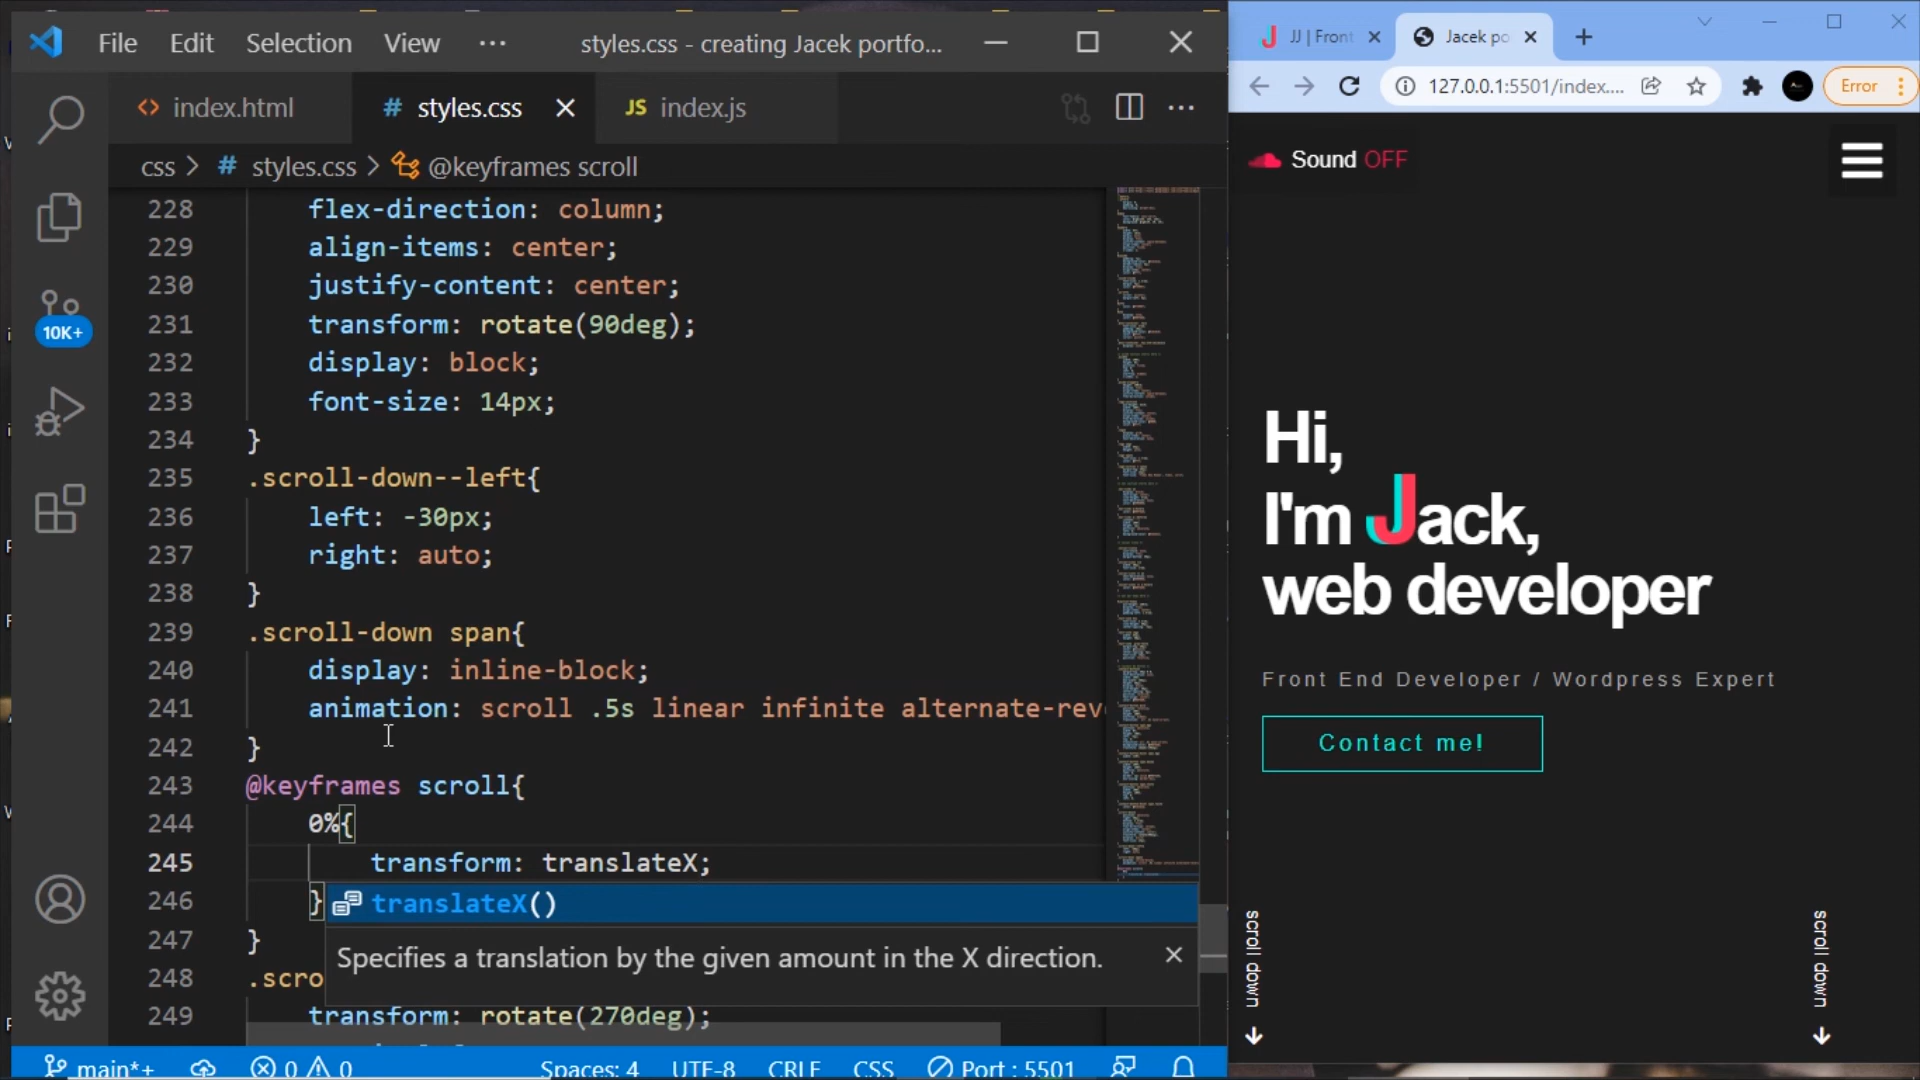 File Edit Selection View ··· styles.css - creating Jacek portfo...
index.html
styles.css
JS index.js
css > # styles.css > @keyframes scroll
228 flex-direction: column;
229 align-items: center;
230 justify-content: center;
231 transform: rotate(90deg);
232 display: block;
233 font-size: 14px;
234 }
235 .scroll-down--left{
236 left: -30px;
237 right: auto;
238 }
239 .scroll-down span{
240 display: inline-block;
241 animation: scroll .5s linear infinite alternate-rev
242 }
243 @keyframes scroll{
244 0%{
245 transform: translateX;
246 }
translateX()
Specifies a translation by the given amount in the X direction.
247 }
248 .scro
249 transform: rotate(270deg);
10K+
main*+ 0 0 Spaces: 4 UTF-8 CRLF CSS Port : 5501
JJ | Front
Jacek po
127.0.0.1:5501/index....
Error
Sound OFF
Hi,
I'm Jack,
web developer
Front End Developer / Wordpress Expert
Contact me!
scroll down
scroll down